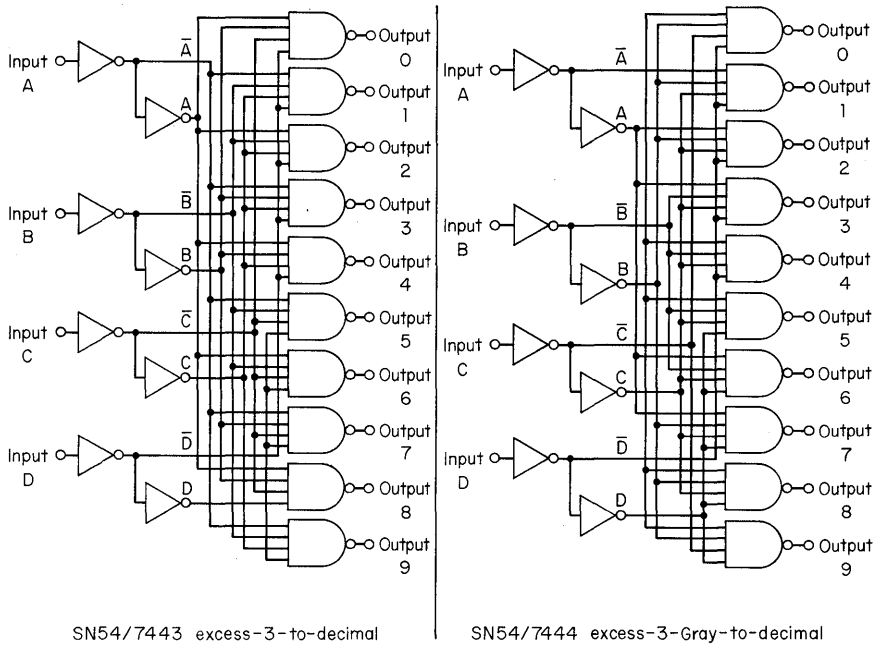 Input
A
Input
B
Input
C
Input
D
A̅
A
B̅
B
C̅
C
D̅
D
Output
0
Output
1
Output
2
Output
3
Output
4
Output
5
Output
6
Output
7
Output
8
Output
9
SN54/7443 excess-3-to-decimal
Input
A
Input
B
Input
C
Input
D
A̅
A
B̅
B
C̅
C
D̅
D
Output
0
Output
1
Output
2
Output
3
Output
4
Output
5
Output
6
Output
7
Output
8
Output
9
SN54/7444 excess-3-Gray-to-decimal